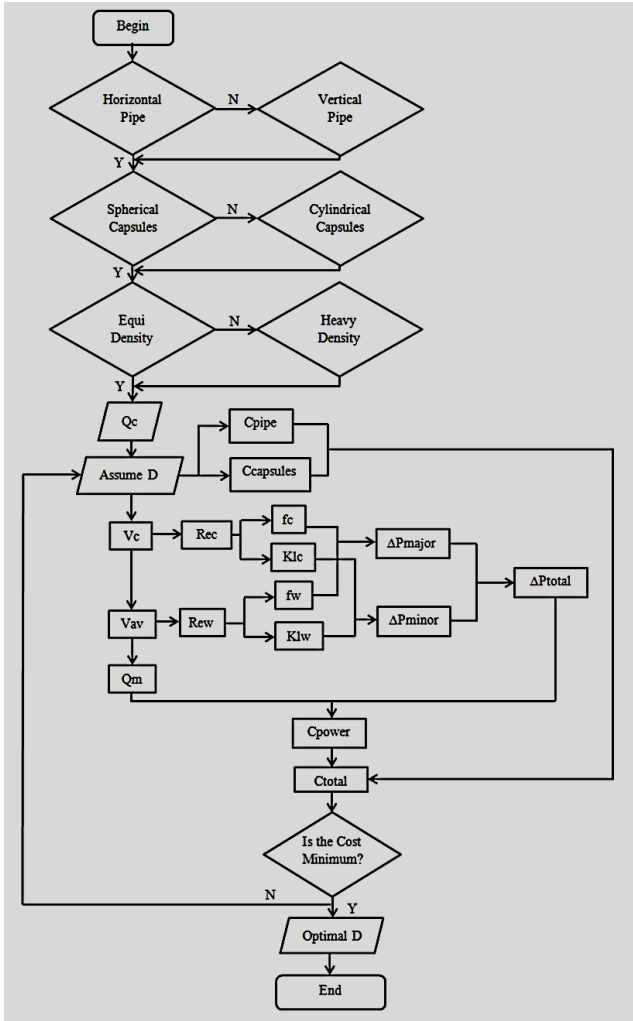 Begin
Horizontal
Pipe
N
Vertical
Pipe
Y
Spherical
Capsules
N
Cylindrical
Capsules
Y
Equi
Density
N
Heavy
Density
Y
Qc
Cpipe
Assume D
Ccapsules
fc
Vc
Rec
Klc
ΔPmajor
ΔPtotal
fw
Vav
Rew
Klw
ΔPminor
Qm
Cpower
Ctotal
Is the Cost
Minimum?
N
Y
Optimal D
End